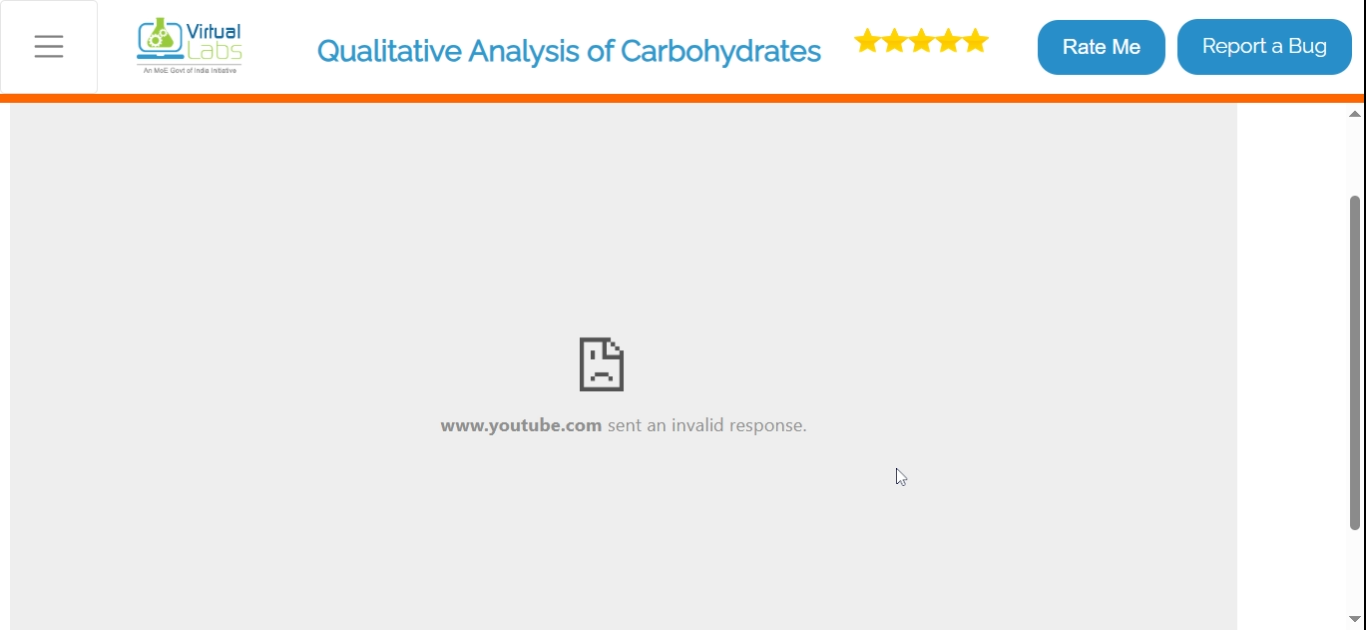 Virtual
Labs
An MoE Govt of India Initiative
Qualitative Analysis of Carbohydrates
Rate Me
Report a Bug
www.youtube.com sent an invalid response.